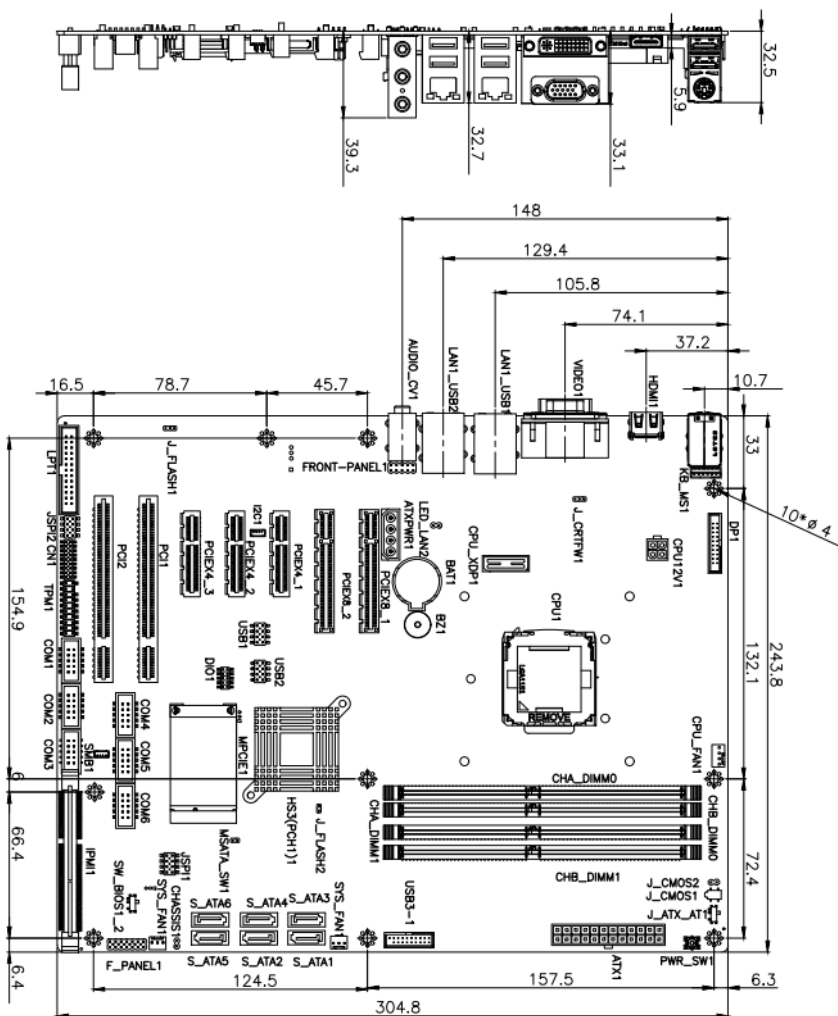 39.3
32.7
33.1
5.9
32.5
148
129.4
105.8
74.1
37.2
10.7
16.5
78.7
45.7
AUDIO_CV1
LAN1_USB2
LAN1_USB1
VIDEO1
HDMI1
33
LPT1
J_FLASH1
FRONT-PANEL1
KB_MS1
10*ø4
JSPI2
CN1
TPM1
PCI2
PCI1
PCIEX4_3
PCIEX4_2
I2C1
PCIEX4_1
PCIEX8_2
PCIEX8_1
ATXPWR1
LED_LAN2
BAT1
BZ1
CPU_XDP1
J_CRTFW1
CPU12V1
DP1
154.9
132.1
243.8
COM1
COM2
COM3
COM4
COM5
COM6
SMB1
USB1
USB2
DIO1
MPCIE1
HS3(PCH1)1
CPU1
LGA1151
REMOVE
CPU_FAN1
6
66.4
6.4
IPMI1
CHA_DIMM0
CHA_DIMM1
CHB_DIMM0
CHB_DIMM1
72.4
J_FLASH2
MSATA_SW1
JSPI1
SW_BIOS1_2
SYS_FAN1
CHASSIS1
S_ATA6
S_ATA4
S_ATA3
S_ATA5
S_ATA2
S_ATA1
SYS_FAN1
USB3-1
J_CMOS2
J_CMOS1
J_ATX_AT1
F_PANEL1
ATX1
PWR_SW1
124.5
157.5
6.3
304.8